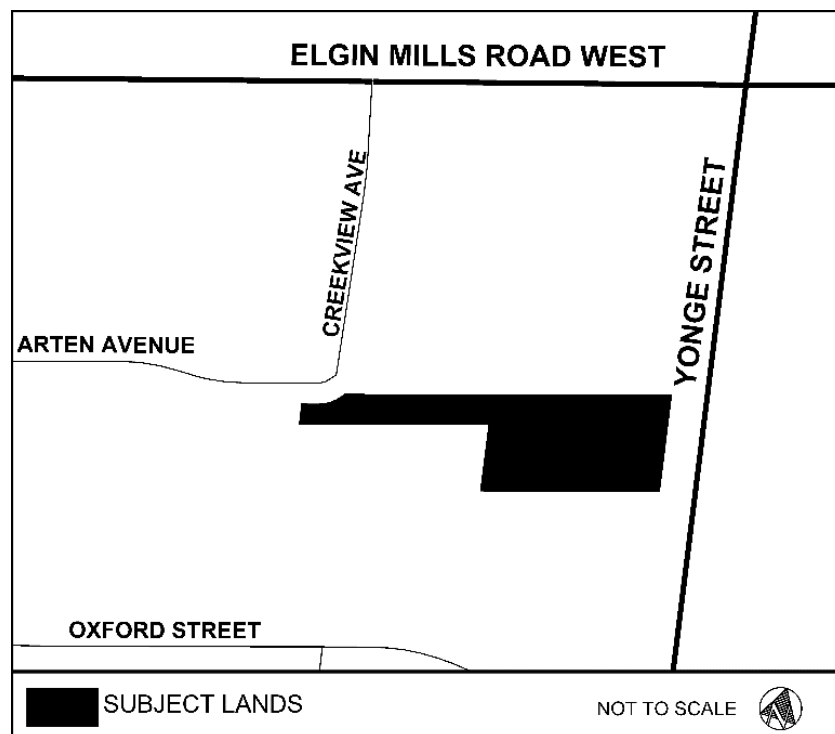 ELGIN MILLS ROAD WEST
CREEKVIEW AVE
YONGE STREET
ARTEN AVENUE
OXFORD STREET
SUBJECT LANDS
NOT TO SCALE